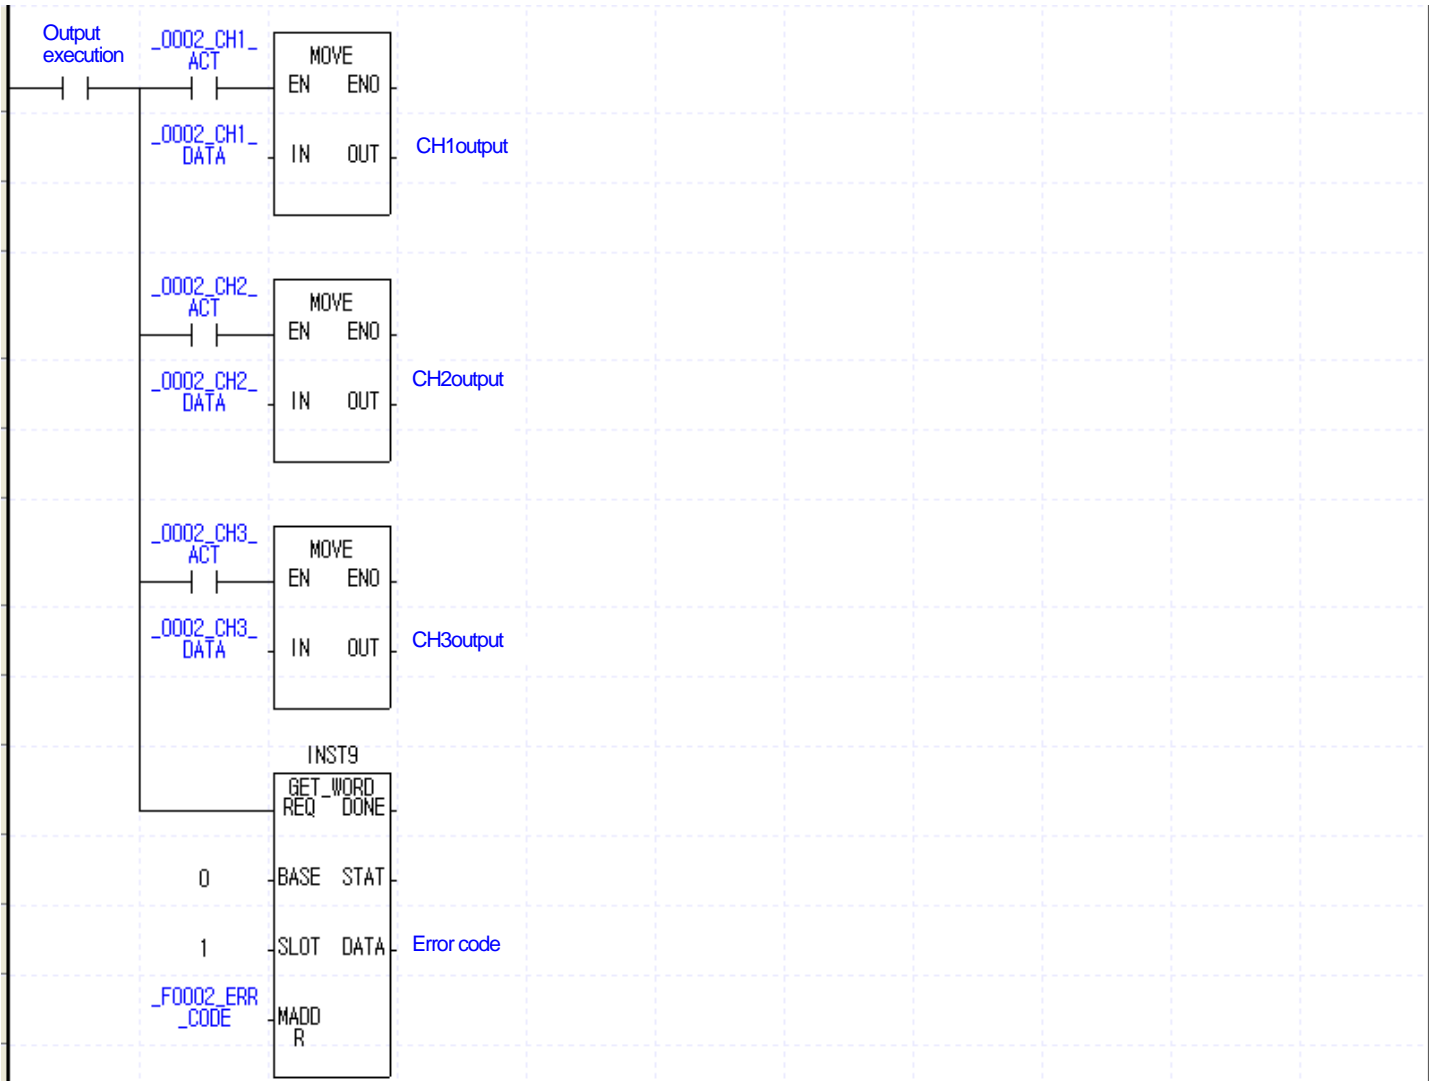 Output
execution
_0002_CH1_
ACT
MOVE
EN ENO
_0002_CH1_
DATA
IN OUT
CH1output
_0002_CH2_
ACT
MOVE
EN ENO
_0002_CH2_
DATA
IN OUT
CH2output
_0002_CH3_
ACT
MOVE
EN ENO
_0002_CH3_
DATA
IN OUT
CH3output
INST9
GET_WORD
REQ DONE
0
BASE STAT
1
SLOT DATA
Error code
_F0002_ERR
_CODE
MADD
R